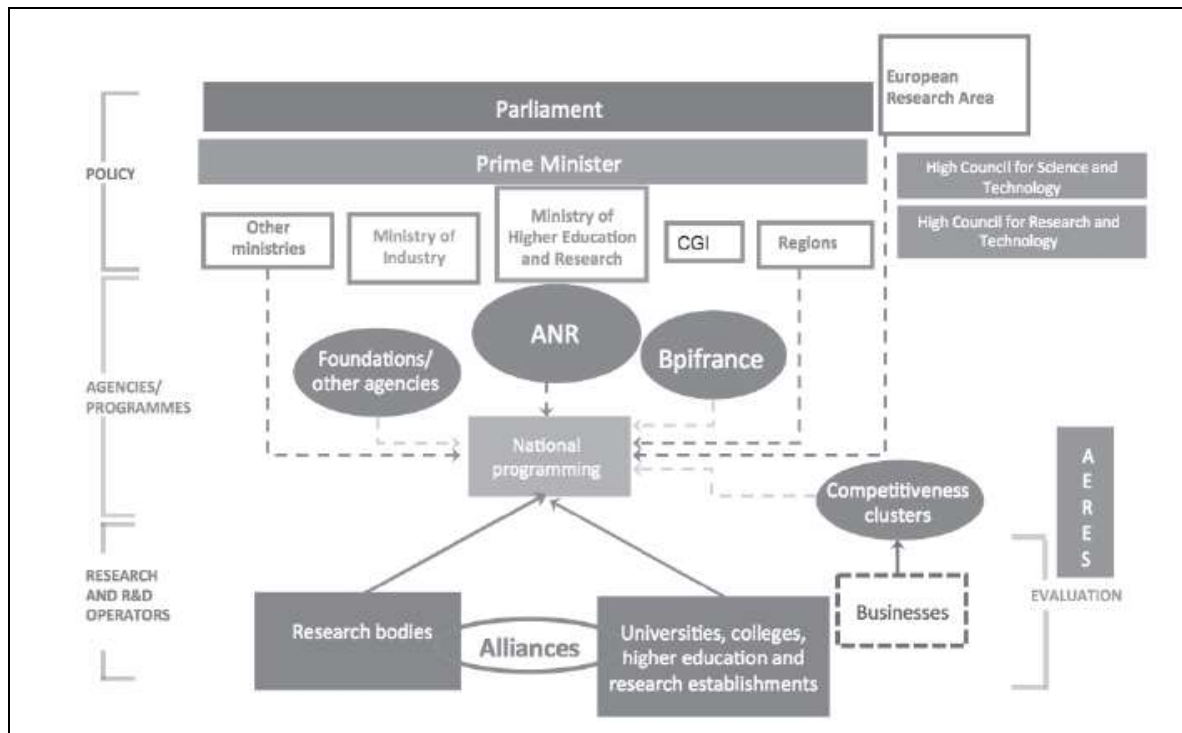 European
Research Area
Parliament
Prime Minister
POLICY
High Council for Science and
Technology
High Council for Research and
Technology
Other
ministries
Ministry of
Industry
Ministry of
Higher Education
and Research
CGI
Regions
ANR
Bpifrance
Foundations/
other agencies
AGENCIES/
PROGRAMMES
National
programming
Competitiveness
clusters
A
E
R
E
S
RESEARCH
AND R&D
OPERATORS
EVALUATION
Businesses
Research bodies
Alliances
Universities, colleges,
higher education and
research establishments